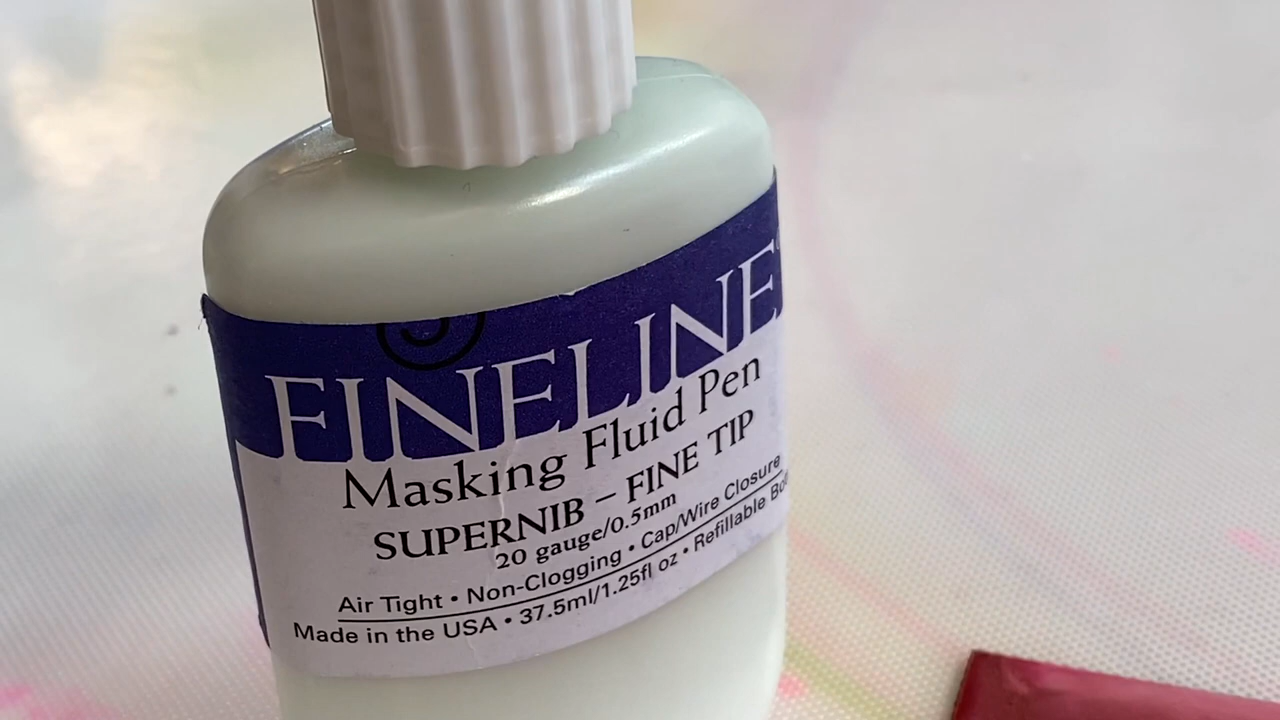 FINELINE
Masking Fluid Pen
SUPERNIB – FINE TIP
20 gauge/0.5mm
Air Tight • Non-Clogging • Cap/Wire Closure
Made in the USA • 37.5ml/1.25fl oz • Refillable